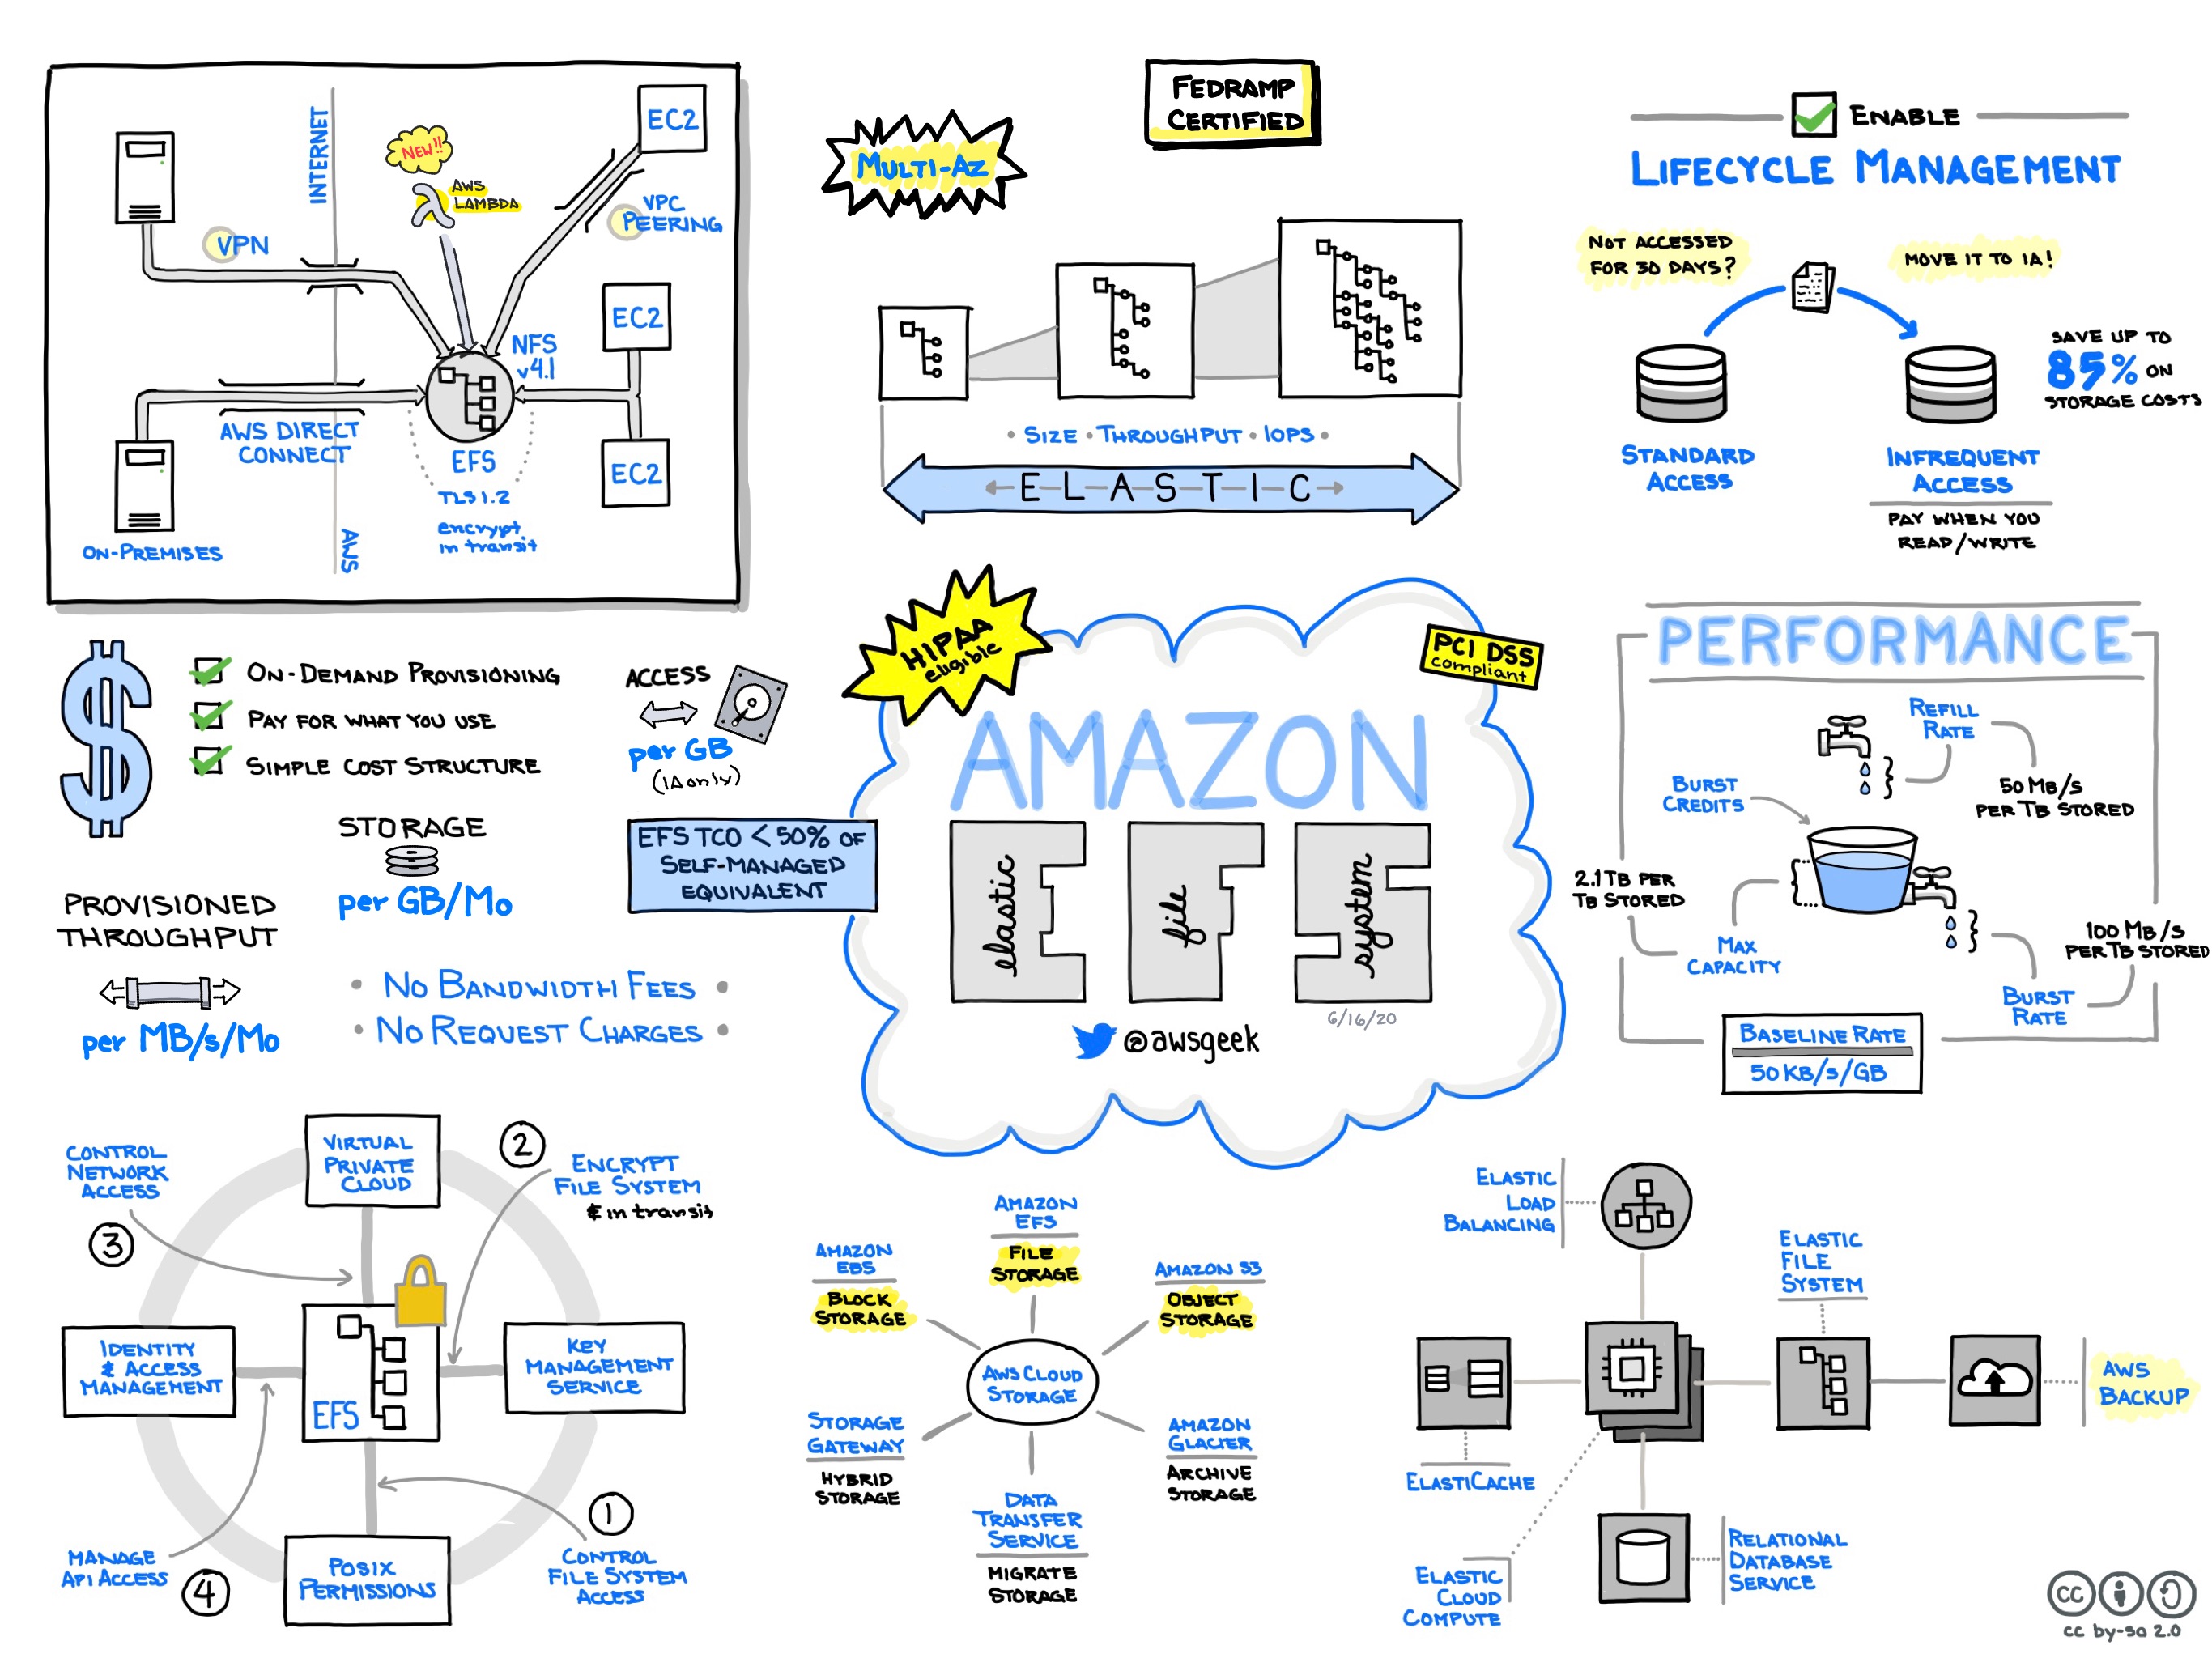 INTERNET
NEW!!
AWS
LAMBDA
EC2
VPC
PEERING
VPN
EC2
NFS
v4.1
AWS DIRECT
CONNECT
EFS
EC2
TLS 1.2
encrypt
in transit
ON-PREMISES
AWS
FEDRAMP
CERTIFIED
MULTI-AZ
• SIZE • THROUGHPUT • IOPS •
ELASTIC
ENABLE
LIFECYCLE MANAGEMENT
NOT ACCESSED
FOR 30 DAYS?
MOVE IT TO IA!
SAVE UP TO
85% ON
STORAGE COSTS
STANDARD
ACCESS
INFREQUENT
ACCESS
PAY WHEN YOU
READ/WRITE
$
ON-DEMAND PROVISIONING
PAY FOR WHAT YOU USE
SIMPLE COST STRUCTURE
ACCESS
per GB
(IA only)
STORAGE
per GB/Mo
EFS TCO < 50% OF
SELF-MANAGED
EQUIVALENT
PROVISIONED
THROUGHPUT
per MB/s/Mo
• NO BANDWIDTH FEES •
• NO REQUEST CHARGES •
HIPAA
eligible
PCI DSS
compliant
AMAZON
elastic
file
system
6/16/20
@awsgeek
PERFORMANCE
REFILL
RATE
50 MB/S
PER TB STORED
BURST
CREDITS
2.1 TB PER
TB STORED
MAX
CAPACITY
100 MB/S
PER TB STORED
BURST
RATE
BASELINE RATE
50 KB/S/GB
CONTROL
NETWORK
ACCESS
3
VIRTUAL
PRIVATE
CLOUD
2
ENCRYPT
FILE SYSTEM
& in transit
IDENTITY
& ACCESS
MANAGEMENT
EFS
KEY
MANAGEMENT
SERVICE
MANAGE
API ACCESS
4
POSIX
PERMISSIONS
1
CONTROL
FILE SYSTEM
ACCESS
AMAZON
EFS
FILE
STORAGE
AMAZON
EBS
BLOCK
STORAGE
AMAZON S3
OBJECT
STORAGE
AWS CLOUD
STORAGE
STORAGE
GATEWAY
HYBRID
STORAGE
AMAZON
GLACIER
ARCHIVE
STORAGE
DATA
TRANSFER
SERVICE
MIGRATE
STORAGE
ELASTIC
LOAD
BALANCING
ELASTIC
FILE
SYSTEM
AWS
BACKUP
ELASTICACHE
ELASTIC
CLOUD
COMPUTE
RELATIONAL
DATABASE
SERVICE
cc
cc by-sa 2.0